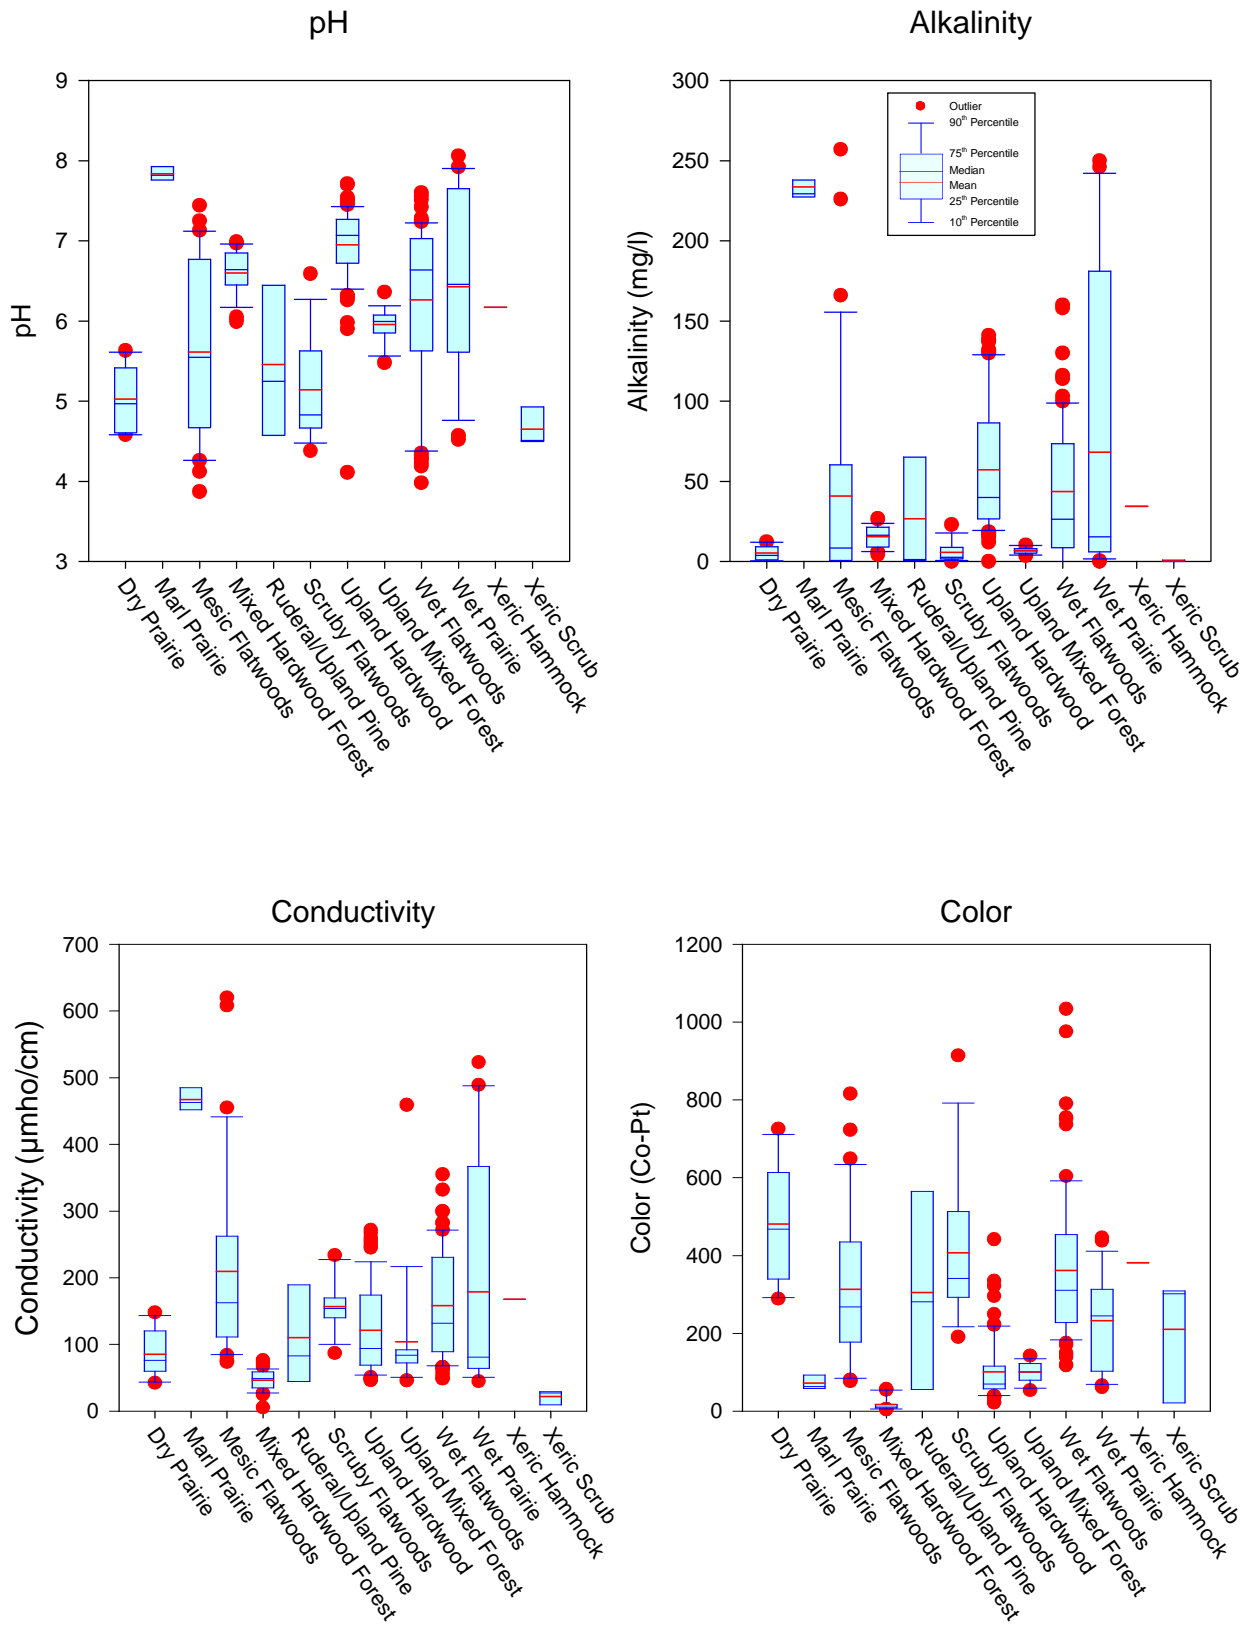 pH
9
8
7
6
5
4
3
pH
Dry Prairie
Marl Prairie
Mesic Flatwoods
Mixed Hardwood Forest
Ruderal/Upland Pine
Scruby Flatwoods
Upland Hardwood
Upland Mixed Forest
Wet Flatwoods
Wet Prairie
Xeric Hammock
Xeric Scrub
Alkalinity
300
250
200
150
100
50
0
Alkalinity (mg/l)
Outlier
90th Percentile
75th Percentile
Median
Mean
25th Percentile
10th Percentile
Dry Prairie
Marl Prairie
Mesic Flatwoods
Mixed Hardwood Forest
Ruderal/Upland Pine
Scruby Flatwoods
Upland Hardwood
Upland Mixed Forest
Wet Flatwoods
Wet Prairie
Xeric Hammock
Xeric Scrub
Conductivity
700
600
500
400
300
200
100
0
Conductivity (µmho/cm)
Dry Prairie
Marl Prairie
Mesic Flatwoods
Mixed Hardwood Forest
Ruderal/Upland Pine
Scruby Flatwoods
Upland Hardwood
Upland Mixed Forest
Wet Flatwoods
Wet Prairie
Xeric Hammock
Xeric Scrub
Color
1200
1000
800
600
400
200
0
Color (Co-Pt)
Dry Prairie
Marl Prairie
Mesic Flatwoods
Mixed Hardwood Forest
Ruderal/Upland Pine
Scruby Flatwoods
Upland Hardwood
Upland Mixed Forest
Wet Flatwoods
Wet Prairie
Xeric Hammock
Xeric Scrub